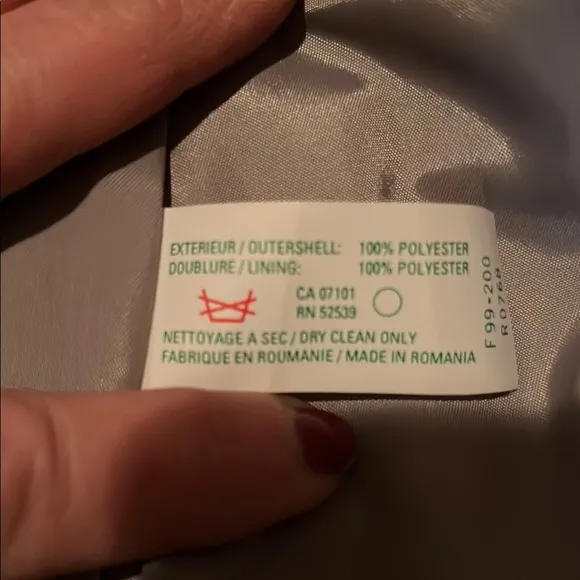 EXTERIEUR / OUTERSHELL: 100% POLYESTER
DOUBLURE / LINING: 100% POLYESTER
CA 07101
RN 52539
NETTOYAGE A SEC / DRY CLEAN ONLY
FABRIQUE EN ROUMANIE / MADE IN ROMANIA
F99-200
R0768